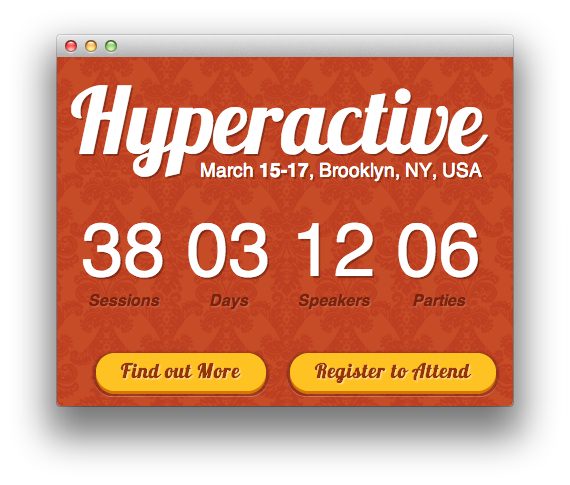 Hyperactive
March 15-17, Brooklyn, NY, USA
38 03 12 06
Sessions Days Speakers Parties
Find out More Register to Attend